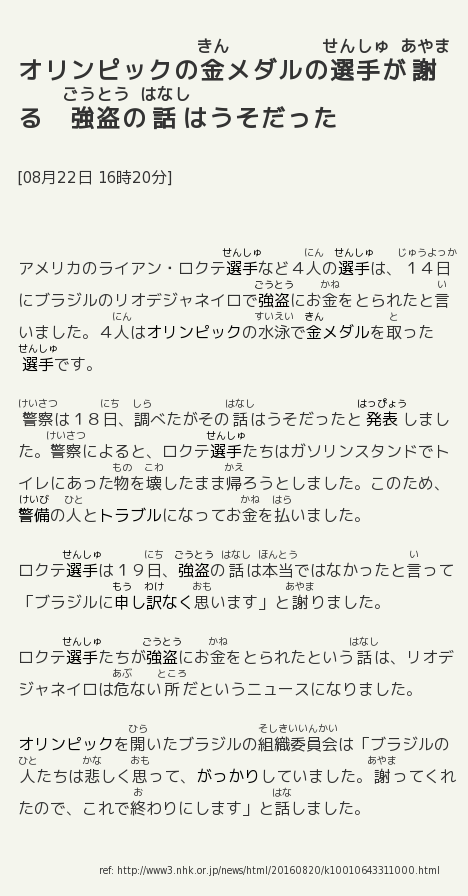 きん せんしゅ あやま
オリンピックの金メダルの選手が謝
ごうとう はなし
る 強盗の話はうそだった
[08月22日 16時20分]
せんしゅ にん せんしゅ じゅうよっか
アメリカのライアン・ロクテ選手など４人の選手は、１４日
ごうとう かね い
にブラジルのリオデジャネイロで強盗にお金をとられたと言
にん すいえい きん と
いました。４人はオリンピックの水泳で金メダルを取った
せんしゅ
選手です。
けいさつ にち しら はなし はっぴょう
警察は１８日、調べたがその話はうそだったと発表しまし
けいさつ せんしゅ
た。警察によると、ロクテ選手たちはガソリンスタンドでト
もの こわ かえ
イレにあった物を壊したまま帰ろうとしました。このため、
けいび ひと かね はら
警備の人とトラブルになってお金を払いました。
せんしゅ にち ごうとう はなし ほんとう い
ロクテ選手は１９日、強盗の話は本当ではなかったと言って
もう わけ おも あやま
「ブラジルに申し訳なく思います」と謝りました。
せんしゅ ごうとう かね はなし
ロクテ選手たちが強盗にお金をとられたという話は、リオデ
あぶ ところ
ジャネイロは危ない所だというニュースになりました。
ひら そしきいいんかい
オリンピックを開いたブラジルの組織委員会は「ブラジルの
ひと かな おも あやま
人たちは悲しく思って、がっかりしていました。謝ってくれ
お はな
たので、これで終わりにします」と話しました。
ref: http://www3.nhk.or.jp/news/html/20160820/k10010643311000.html